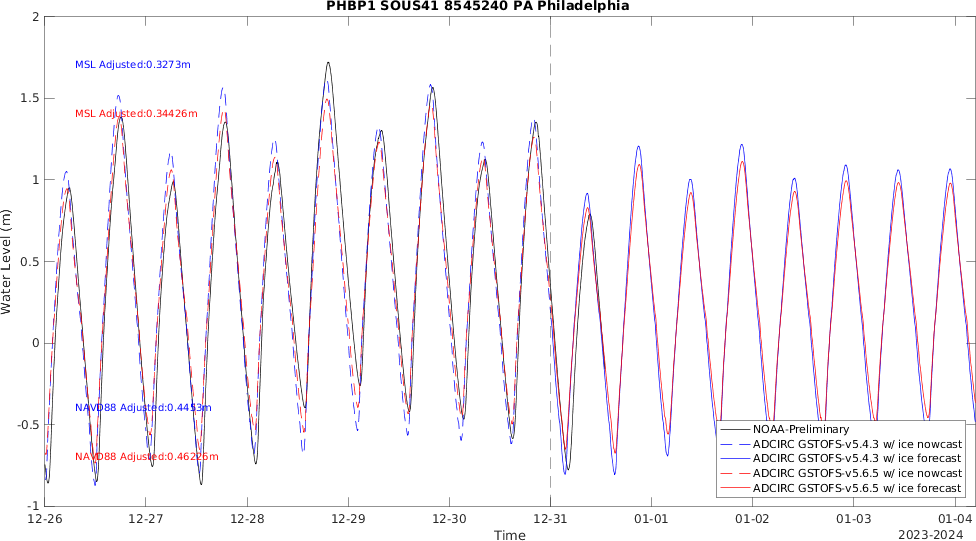 PHBP1 SOUS41 8545240 PA Philadelphia
2
1.5
1
0.5
0
-0.5
-1
Water Level (m)
MSL Adjusted:0.3273m
MSL Adjusted:0.34426m
NAVD88 Adjusted:0.4453m
NAVD88 Adjusted:0.46226m
NOAA-Preliminary
ADCIRC GSTOFS-v5.4.3 w/ ice nowcast
ADCIRC GSTOFS-v5.4.3 w/ ice forecast
ADCIRC GSTOFS-v5.6.5 w/ ice nowcast
ADCIRC GSTOFS-v5.6.5 w/ ice forecast
12-26 12-27 12-28 12-29 12-30 12-31 01-01 01-02 01-03 01-04
Time
2023-2024